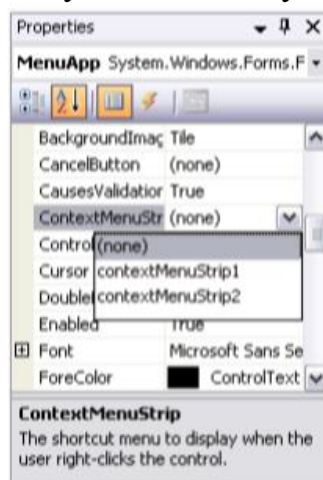 Properties
MenuApp System.Windows.Forms.F
BackgroundImag Tile
CancelButton (none)
CausesValidation True
ContextMenuStr (none)
Control (none)
Cursor contextMenuStrip1
Doublel contextMenuStrip2
Enabled True
Font Microsoft Sans Se
ForeColor ControlText
ContextMenuStrip
The shortcut menu to display when the
user right-clicks the control.